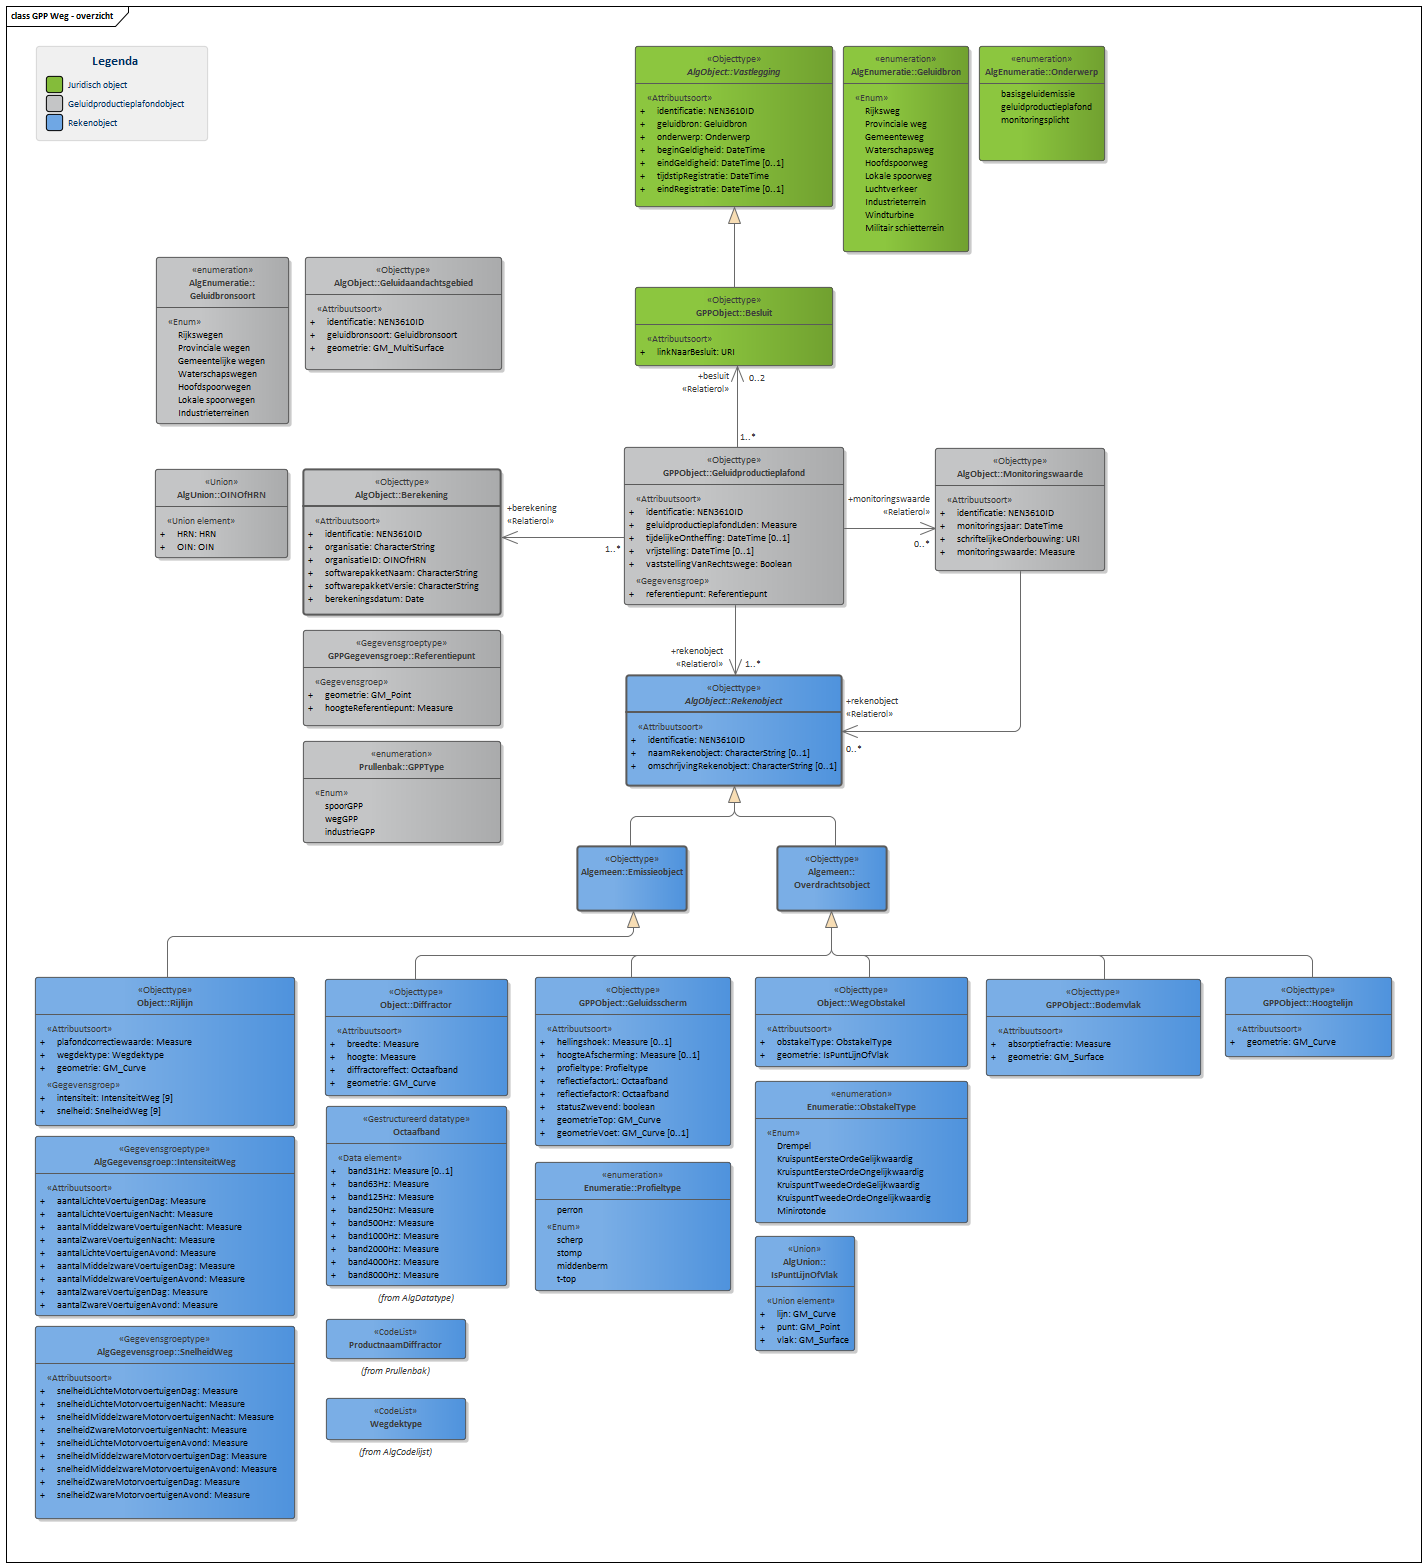 class GPP Weg - overzicht
Legenda
Juridisch object
Geluidproductieplafondobject
Rekenobject
«Objecttype»
AlgObject::Vastlegging
«Attribuutsoort»
+ identificatie: NEN3610ID
+ geluidbron: Geluidbron
+ onderwerp: Onderwerp
+ beginGeldigheid: DateTime
+ eindGeldigheid: DateTime [0..1]
+ tijdstipRegistratie: DateTime
+ eindRegistratie: DateTime [0..1]
«enumeration»
AlgEnumeratie::Geluidbron
«Enum»
Rijksweg
Provinciale weg
Gemeenteweg
Waterschapsweg
Hoofdspoorweg
Lokale spoorweg
Luchtverkeer
Industrieterrein
Windturbine
Militair schietterrein
«enumeration»
AlgEnumeratie::Onderwerp
basisgeluidemissie
geluidproductieplafond
monitoringsplicht
«enumeration»
AlgEnumeratie::
Geluidbronsoort
«Enum»
Rijkswegen
Provinciale wegen
Gemeentelijke wegen
Waterschapswegen
Hoofdspoorwegen
Lokale spoorwegen
Industrieterreinen
«Objecttype»
AlgObject::Geluidaandachtsgebied
«Attribuutsoort»
+ identificatie: NEN3610ID
+ geluidbronsoort: Geluidbronsoort
+ geometrie: GM_MultiSurface
«Objecttype»
GPPObject::Besluit
«Attribuutsoort»
+ linkNaarBesluit: URI
+besluit
«Relatierol»
0..2
1..*
«Union»
AlgUnion::OINOfHRN
«Union element»
+ HRN: HRN
+ OIN: OIN
«Objecttype»
AlgObject::Berekening
«Attribuutsoort»
+ identificatie: NEN3610ID
+ organisatie: CharacterString
+ organisatieID: OINOfHRN
+ softwarepakketNaam: CharacterString
+ softwarepakketVersie: CharacterString
+ berekeningsdatum: Date
+berekening
«Relatierol»
1..*
«Objecttype»
GPPObject::Geluidproductieplafond
«Attribuutsoort»
+ identificatie: NEN3610ID
+ geluidproductieplafondLden: Measure
+ tijdelijkeOntheffing: DateTime [0..1]
+ vrijstelling: DateTime [0..1]
+ vaststellingVanRechtswege: Boolean
«Gegevensgroep»
+ referentiepunt: Referentiepunt
+monitoringswaarde
«Relatierol»
0..*
«Objecttype»
AlgObject::Monitoringswaarde
«Attribuutsoort»
+ identificatie: NEN3610ID
+ monitoringsjaar: DateTime
+ schriftelijkeOnderbouwing: URI
+ monitoringswaarde: Measure
«Gegevensgroeptype»
GPPGegevensgroep::Referentiepunt
«Gegevensgroep»
+ geometrie: GM_Point
+ hoogteReferentiepunt: Measure
+rekenobject
«Relatierol»
1..*
«Objecttype»
AlgObject::Rekenobject
«Attribuutsoort»
+ identificatie: NEN3610ID
+ naamRekenobject: CharacterString [0..1]
+ omschrijvingRekenobject: CharacterString [0..1]
+rekenobject
«Relatierol»
0..*
«enumeration»
Prullenbak::GPPType
«Enum»
spoorGPP
wegGPP
industrieGPP
«Objecttype»
Algemeen::Emissieobject
«Objecttype»
Algemeen::
Overdrachtsobject
«Objecttype»
Object::Rijlijn
«Attribuutsoort»
+ plafondcorrectiewaarde: Measure
+ wegdektype: Wegdektype
+ geometrie: GM_Curve
«Gegevensgroep»
+ intensiteit: IntensiteitWeg [9]
+ snelheid: SnelheidWeg [9]
«Objecttype»
Object::Diffractor
«Attribuutsoort»
+ breedte: Measure
+ hoogte: Measure
+ diffractoreffect: Octaafband
+ geometrie: GM_Curve
«Objecttype»
GPPObject::Geluidsscherm
«Attribuutsoort»
+ hellingshoek: Measure [0..1]
+ hoogteAfscherming: Measure [0..1]
+ profieltype: Profieltype
+ reflectiefactorL: Octaafband
+ reflectiefactorR: Octaafband
+ statusZwevend: boolean
+ geometrieTop: GM_Curve
+ geometrieVoet: GM_Curve [0..1]
«Objecttype»
Object::WegObstakel
«Attribuutsoort»
+ obstakelType: ObstakelType
+ geometrie: IsPuntLijnOfVlak
«Objecttype»
GPPObject::Bodemvlak
«Attribuutsoort»
+ absorptiefractie: Measure
+ geometrie: GM_Surface
«Objecttype»
GPPObject::Hoogtelijn
«Attribuutsoort»
+ geometrie: GM_Curve
«Gegevensgroeptype»
AlgGegevensgroep::IntensiteitWeg
«Attribuutsoort»
+ aantalLichteVoertuigenDag: Measure
+ aantalLichteVoertuigenNacht: Measure
+ aantalMiddelzwareVoertuigenNacht: Measure
+ aantalZwareVoertuigenNacht: Measure
+ aantalLichteVoertuigenAvond: Measure
+ aantalMiddelzwareVoertuigenDag: Measure
+ aantalMiddelzwareVoertuigenAvond: Measure
+ aantalZwareVoertuigenDag: Measure
+ aantalZwareVoertuigenAvond: Measure
«Gestructureerd datatype»
Octaafband
«Data element»
+ band31Hz: Measure [0..1]
+ band63Hz: Measure
+ band125Hz: Measure
+ band250Hz: Measure
+ band500Hz: Measure
+ band1000Hz: Measure
+ band2000Hz: Measure
+ band4000Hz: Measure
+ band8000Hz: Measure
(from AlgDatatype)
«enumeration»
Enumeratie::Profieltype
perron
«Enum»
scherp
stomp
middenberm
t-top
«enumeration»
Enumeratie::ObstakelType
«Enum»
Drempel
KruispuntEersteOrdeGelijkwaardig
KruispuntEersteOrdeOngelijkwaardig
KruispuntTweedeOrdeGelijkwaardig
KruispuntTweedeOrdeOngelijkwaardig
Minirotonde
«Union»
AlgUnion::
IsPuntLijnOfVlak
«Union element»
+ lijn: GM_Curve
+ punt: GM_Point
+ vlak: GM_Surface
«Gegevensgroeptype»
AlgGegevensgroep::SnelheidWeg
«Attribuutsoort»
+ snelheidLichteMotorvoertuigenDag: Measure
+ snelheidLichteMotorvoertuigenNacht: Measure
+ snelheidMiddelzwareMotorvoertuigenNacht: Measure
+ snelheidZwareMotorvoertuigenNacht: Measure
+ snelheidLichteMotorvoertuigenAvond: Measure
+ snelheidMiddelzwareMotorvoertuigenDag: Measure
+ snelheidMiddelzwareMotorvoertuigenAvond: Measure
+ snelheidZwareMotorvoertuigenDag: Measure
+ snelheidZwareMotorvoertuigenAvond: Measure
«CodeList»
ProductnaamDiffractor
(from Prullenbak)
«CodeList»
Wegdektype
(from AlgCodelijst)